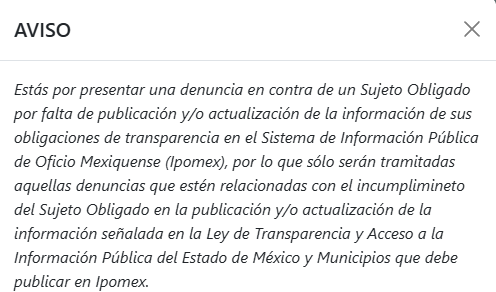 AVISO
Estás por presentar una denuncia en contra de un Sujeto Obligado
por falta de publicación y/o actualización de la información de sus
obligaciones de transparencia en el Sistema de Información Pública
de Oficio Mexiquense (Ipomex), por lo que sólo serán tramitadas
aquellas denuncias que estén relacionadas con el incumplimineto
del Sujeto Obligado en la publicación y/o actualización de la
información señalada en la Ley de Transparencia y Acceso a la
Información Pública del Estado de México y Municipios que debe
publicar en Ipomex.